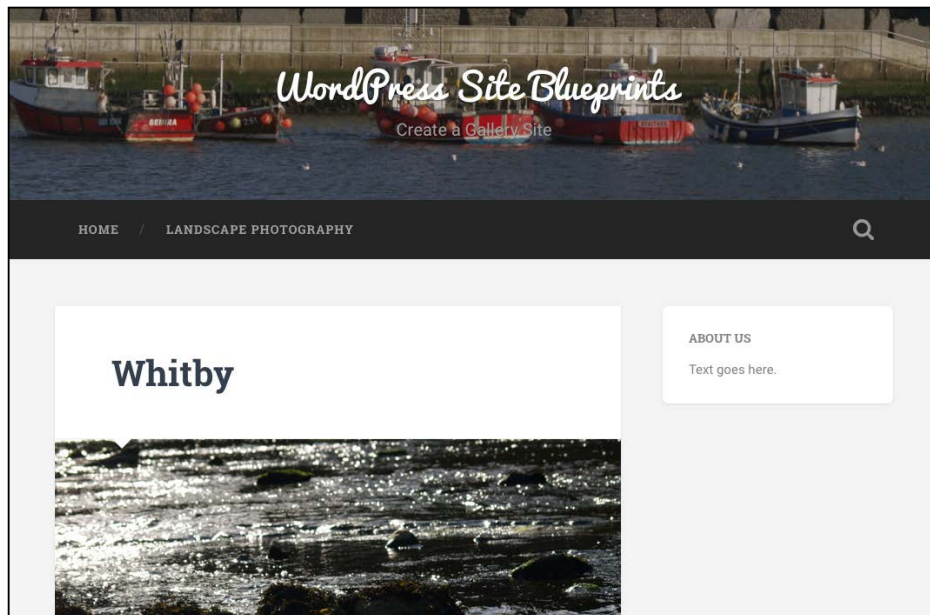 WordPress Site Blueprints
Create a Gallery Site
HOME / LANDSCAPE PHOTOGRAPHY
Whitby
ABOUT US
Text goes here.